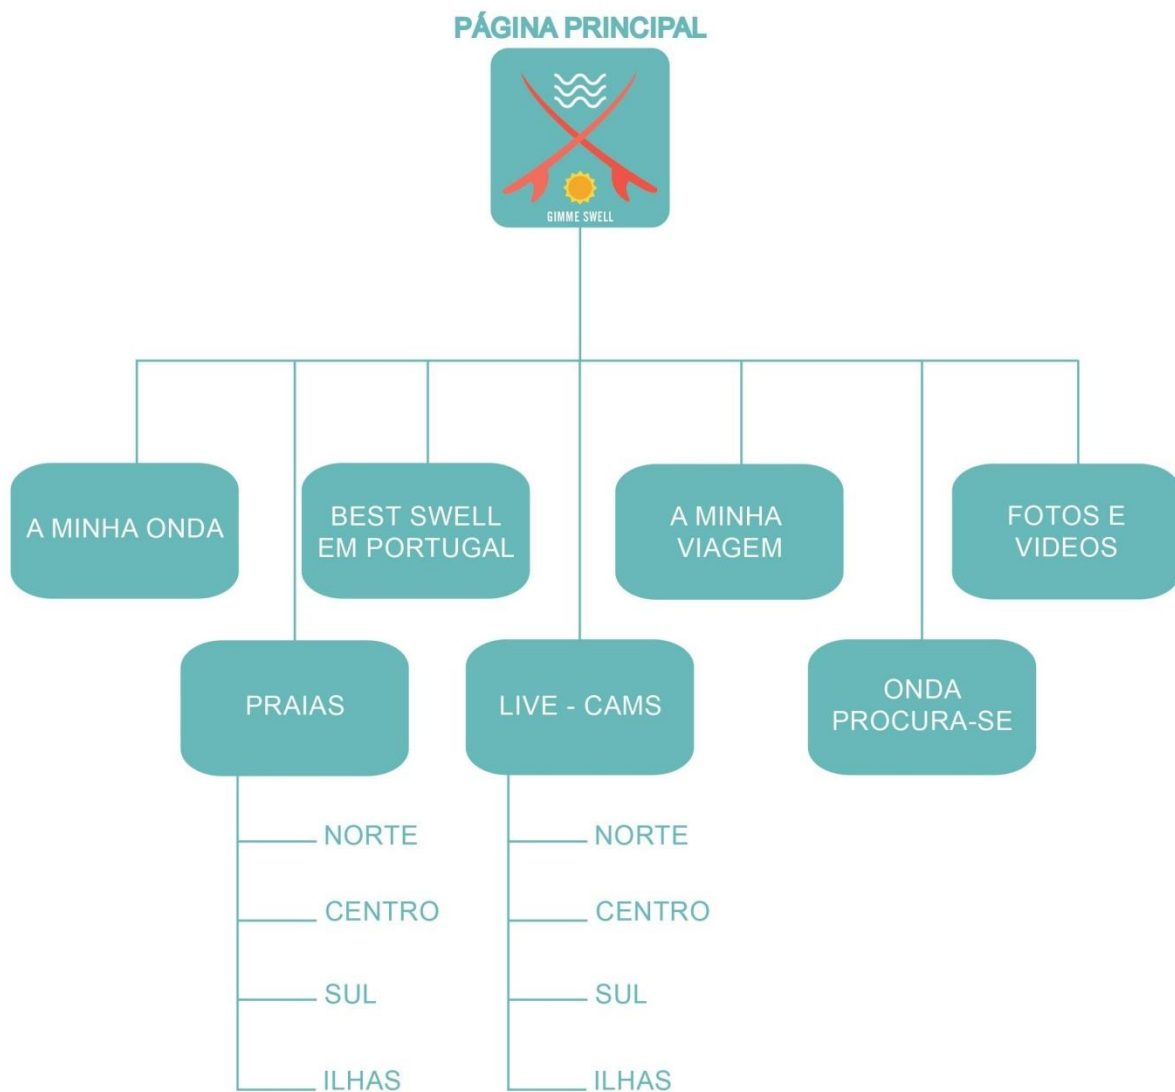 PÁGINA PRINCIPAL
GIMME SWELL
A MINHA ONDA
BEST SWELL
EM PORTUGAL
A MINHA
VIAGEM
FOTOS E
VIDEOS
PRAIAS
LIVE - CAMS
ONDA
PROCURA-SE
NORTE
CENTRO
SUL
ILHAS
NORTE
CENTRO
SUL
ILHAS